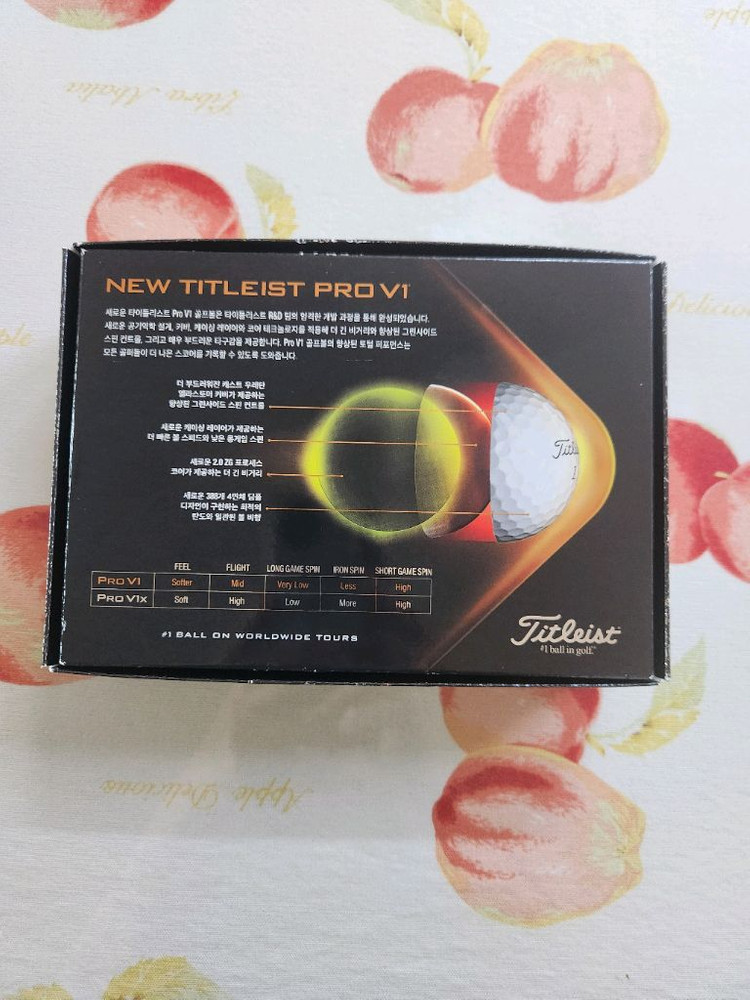 Apple
Libra Abalia
NEW TITLEIST PRO V1
새로운 타이틀리스트 Pro V1 골프볼은 타이틀리스트 R&D 팀의 엄격한 개발 과정을 통해 완성되었습니다.
새로운 공기역학 설계, 커버, 케이싱 레이어와 코어 테크놀로지를 적용해 더 긴 비거리와 향상된 그린사이드
스핀 컨트롤, 그리고 매우 부드러운 타구감을 제공합니다. Pro V1 골프볼의 향상된 토털 퍼포먼스는
모든 골퍼들이 더 나은 스코어를 기록할 수 있도록 도와줍니다.
더 부드러워진 캐스트 우레탄
엘라스토머 커버가 제공하는
향상된 그린사이드 스핀 컨트롤
새로운 케이싱 레이어가 제공하는
더 빠른 볼 스피드와 낮은 롱게임 스핀
새로운 2.0 ZG 프로세스
코어가 제공하는 더 긴 비거리
새로운 388개 4면체 딤플
디자인이 구현하는 최적의
탄도와 일관된 볼 비행
FEEL FLIGHT LONG GAME SPIN IRON SPIN SHORT GAME SPIN
PRO V1 Softer Mid Very Low Less High
PRO V1x Soft High Low More High
#1 BALL ON WORLDWIDE TOURS
Titleist
#1 ball in golf.™
Delicious
Apple Delicious